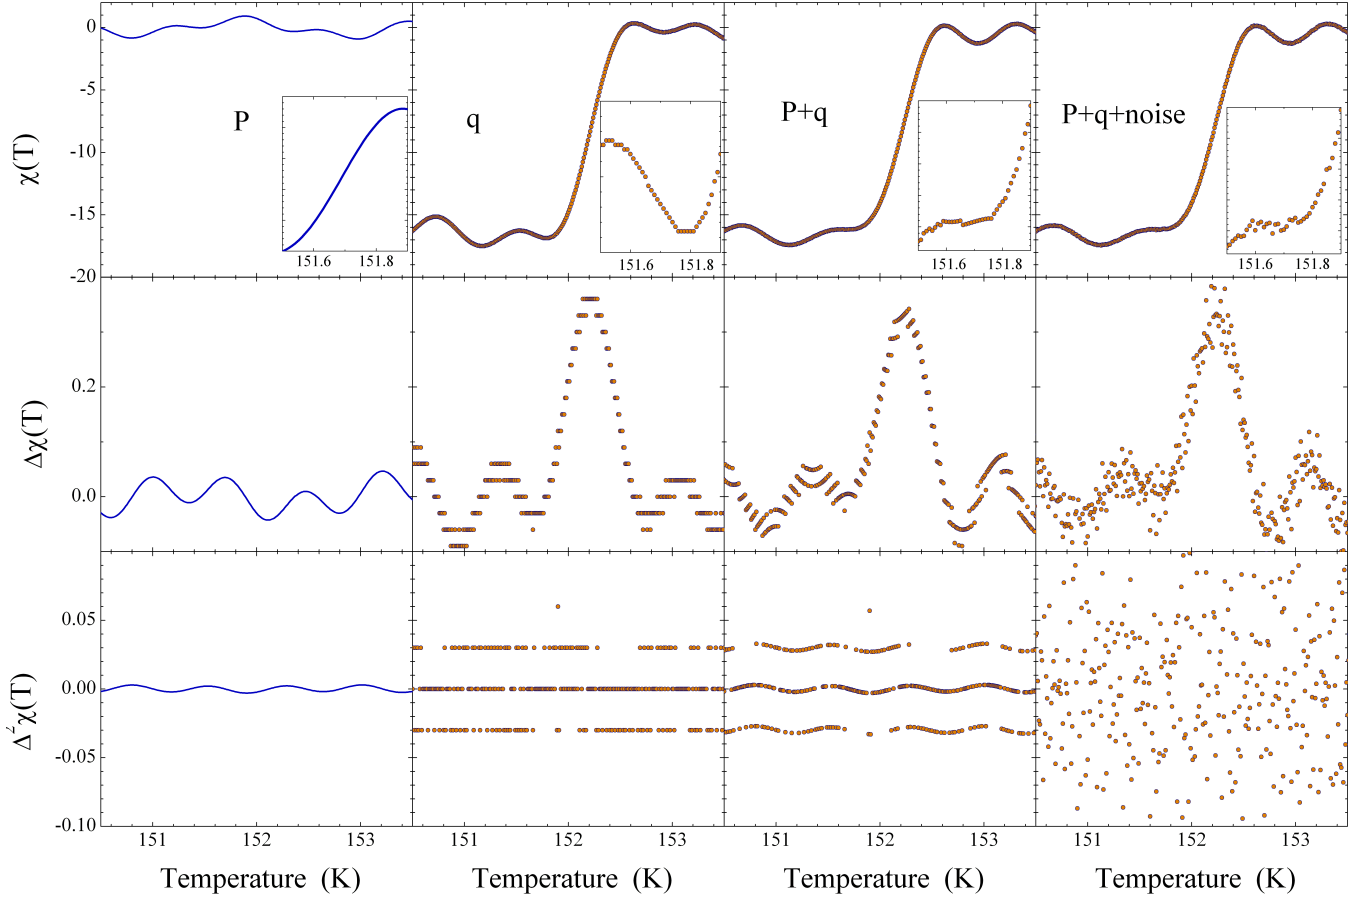 0
-5
-10
-15
-20
χ(T)
P
151.6 151.8
q
151.6 151.8
P+q
151.6 151.8
P+q+noise
151.6 151.8
0.2
0.0
Δχ(T)
0.05
0.00
-0.05
-0.10
Δ²χ(T)
151 152 153
151 152 153
151 152 153
151 152 153
Temperature (K)
Temperature (K)
Temperature (K)
Temperature (K)